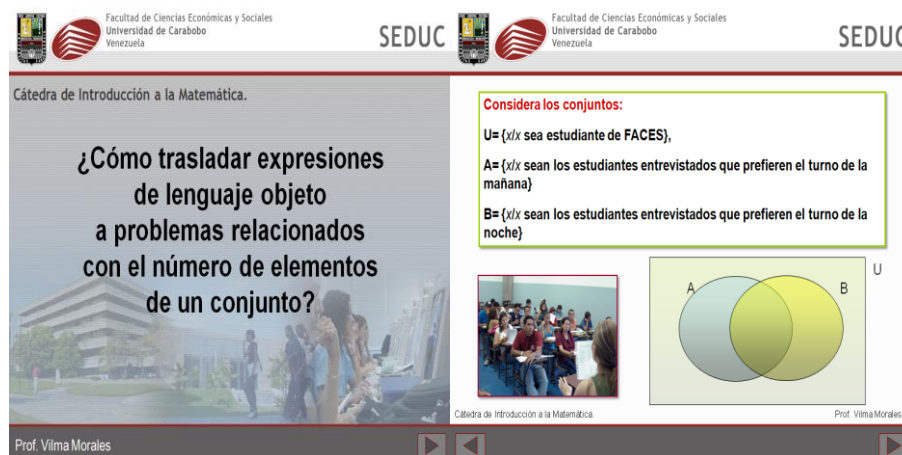 Facultad de Ciencias Económicas y Sociales
Universidad de Carabobo
Venezuela
SEDUC
Cátedra de Introducción a la Matemática.
¿Cómo trasladar expresiones
de lenguaje objeto
a problemas relacionados
con el número de elementos
de un conjunto?
Prof. Vilma Morales
Facultad de Ciencias Económicas y Sociales
Universidad de Carabobo
Venezuela
SEDUC
Considera los conjuntos:
U= {x/x sea estudiante de FACES},
A= {x/x sean los estudiantes entrevistados que prefieren el turno de la
mañana}
B= {x/x sean los estudiantes entrevistados que prefieren el turno de la
noche}
A
B
U
Cátedra de Introducción a la Matemática.
Prof. Vilma Morales